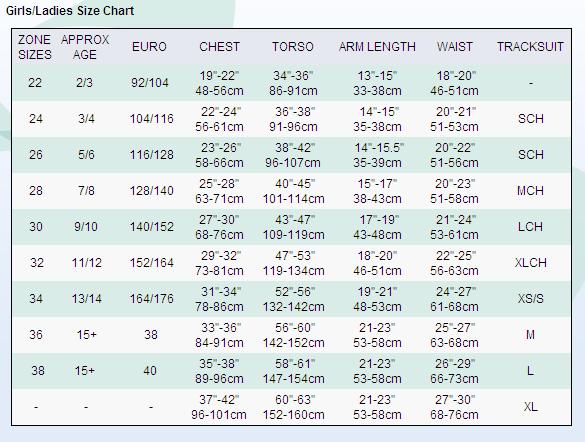 Girls/Ladies Size Chart
ZONE SIZES APPROX AGE EURO CHEST TORSO ARM LENGTH WAIST TRACKSUIT
22 2/3 92/104 19"-22" 34"-36" 13"-15" 18"-20" -
48-56cm 86-91cm 33-38cm 46-51cm
24 3/4 104/116 22"-24" 36"-38" 14"-15" 20"-21" SCH
56-61cm 91-96cm 35-38cm 51-53cm
26 5/6 116/128 23"-26" 38"-42" 14"-15.5" 20"-22" SCH
58-66cm 96-107cm 35-39cm 51-56cm
28 7/8 128/140 25"-28" 40"-45" 15"-17" 20"-23" MCH
63-71cm 101-114cm 38-43cm 51-58cm
30 9/10 140/152 27"-30" 43"-47" 17"-19" 21"-24" LCH
68-76cm 109-119cm 43-48cm 53-61cm
32 11/12 152/164 29"-32" 47"-53" 18"-20" 22"-25" XLCH
73-81cm 119-134cm 46-51cm 56-63cm
34 13/14 164/176 31"-34" 52"-56" 19"-21" 24"-27" XS/S
78-86cm 132-142cm 48-53cm 61-68cm
36 15+ 38 33"-36" 56"-60" 21-23" 25"-27" M
84-91cm 142-152cm 53-58cm 63-68cm
38 15+ 40 35"-38" 58"-61" 21-23" 26"-29" L
89-96cm 147-154cm 53-58cm 66-73cm
- - - 37"-42" 60"-63" 21-23" 27"-30" XL
96-101cm 152-160cm 53-58cm 68-76cm